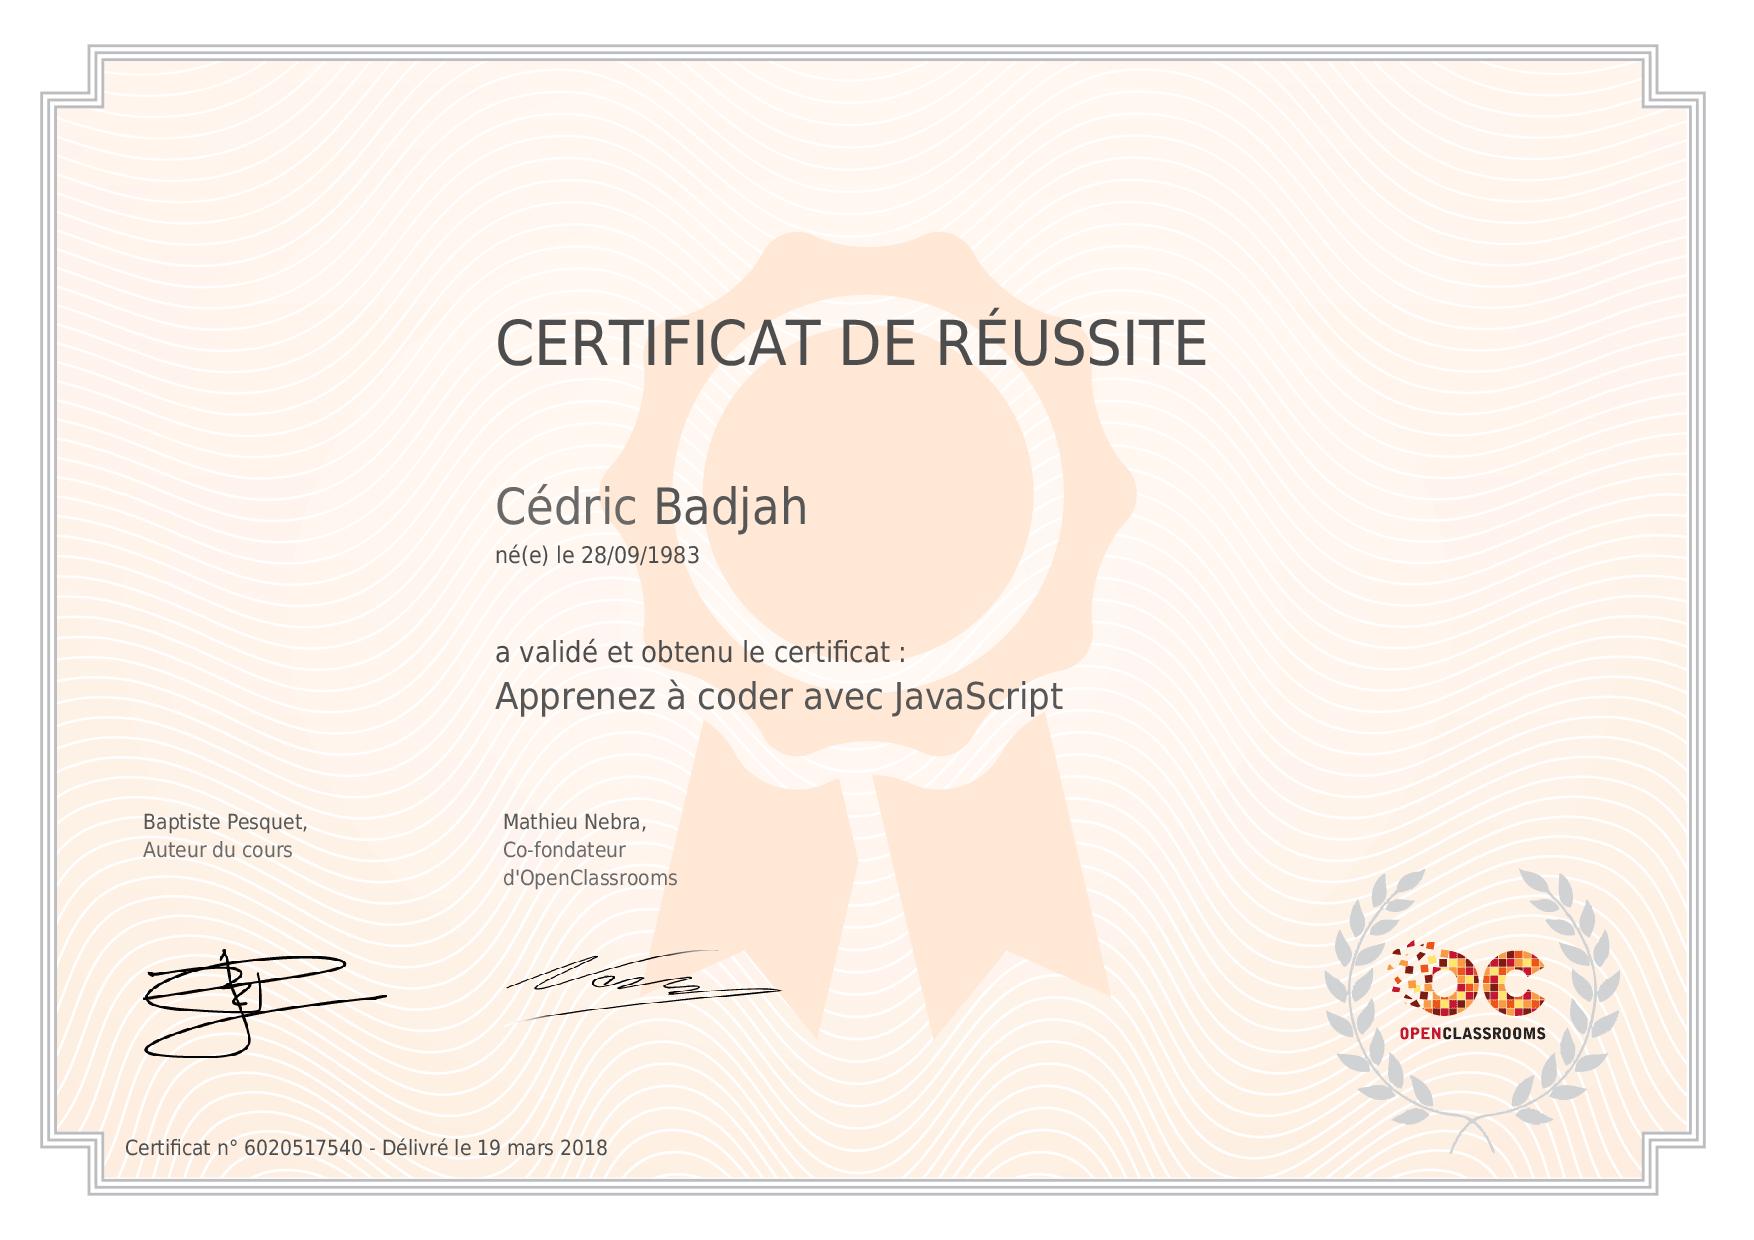 CERTIFICAT DE RÉUSSITE
Cédric Badjah
né(e) le 28/09/1983
a validé et obtenu le certificat :
Apprenez à coder avec JavaScript
Baptiste Pesquet,
Auteur du cours
Mathieu Nebra,
Co-fondateur
d'OpenClassrooms
OC
OPENCLASSROOMS
Certificat n° 6020517540 - Délivré le 19 mars 2018